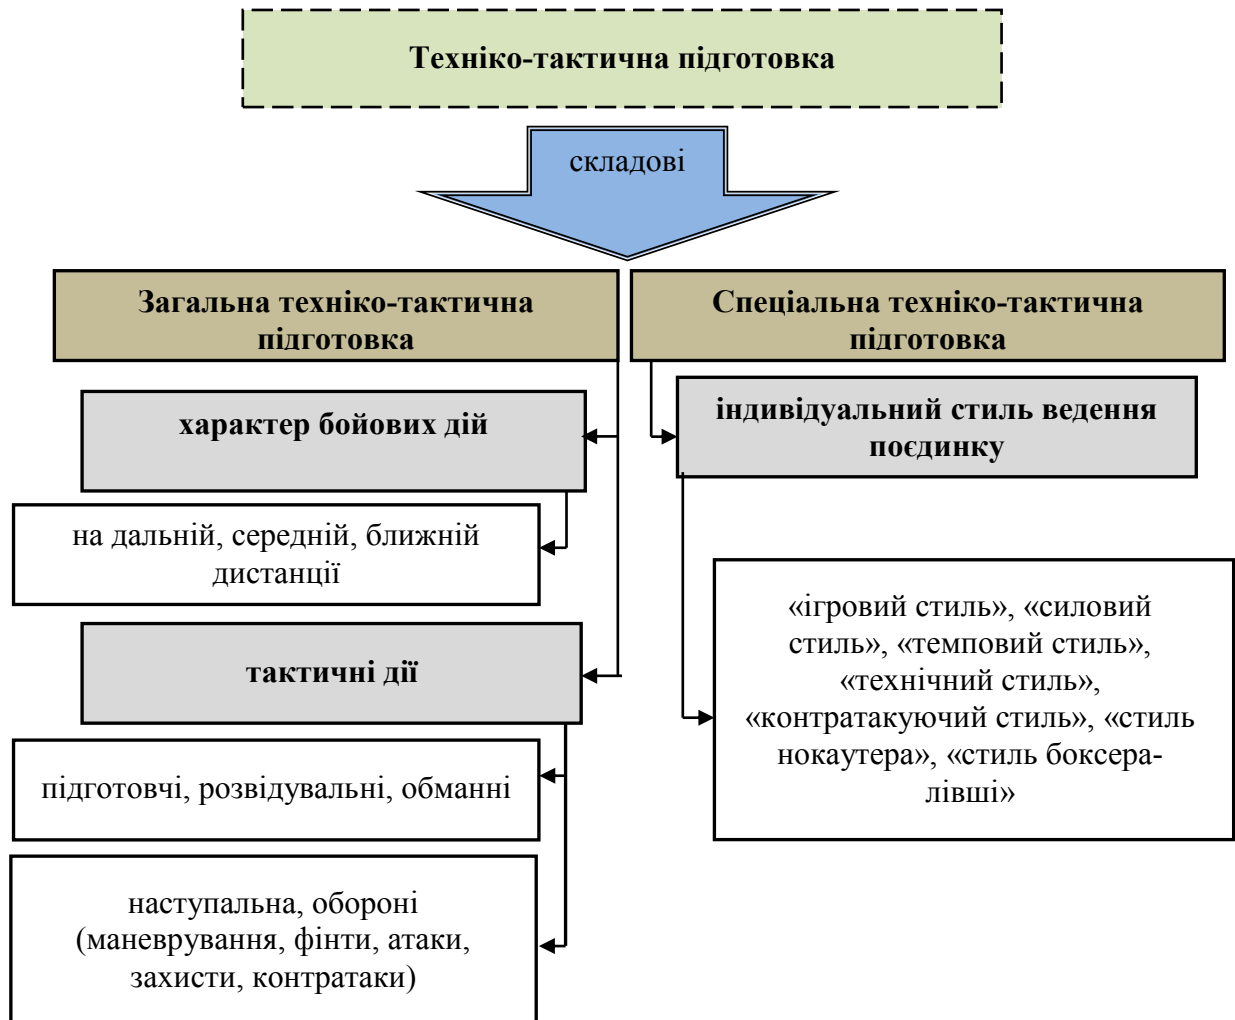 Техніко-тактична підготовка
складові
Загальна техніко-тактична
підготовка
характер бойових дій
на дальній, середній, ближній
дистанції
тактичні дії
підготовчі, розвідувальні, обманні
наступальна, обороні
(маневрування, фінти, атаки,
захисти, контратаки)
Спеціальна техніко-тактична
підготовка
індивідуальний стиль ведення
поєдинку
«ігровий стиль», «силовий
стиль», «темповий стиль»,
«технічний стиль»,
«контратакуючий стиль», «стиль
нокаутера», «стиль боксера-
лівші»